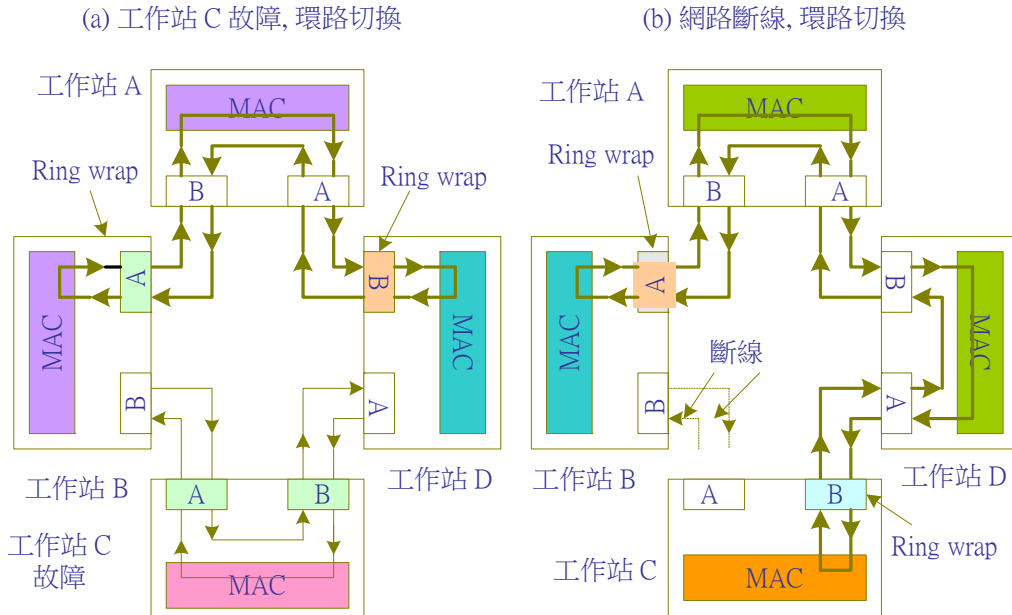 (a) 工作站 C 故障, 環路切換
工作站 A
MAC
Ring wrap
B
A
Ring wrap
A
B
MAC
MAC
B
A
工作站 B
A
B
工作站 D
工作站 C
故障
MAC
(b) 網路斷線, 環路切換
工作站 A
MAC
Ring wrap
B
A
A
B
MAC
MAC
斷線
B
A
工作站 B
A
B
工作站 D
Ring wrap
工作站 C
MAC